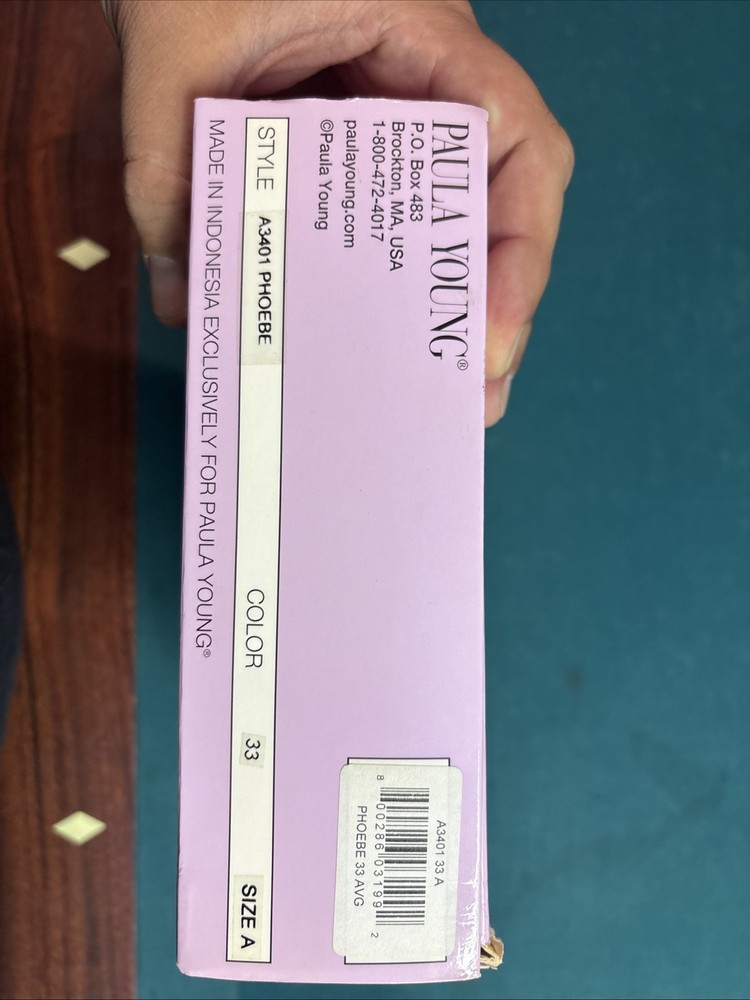 PAULA YOUNG®
P.O. Box 483
Brockton, MA, USA
1-800-472-4017
paulayoung.com
©Paula Young
STYLE A3401 PHOEBE COLOR 33 SIZE A
MADE IN INDONESIA EXCLUSIVELY FOR PAULA YOUNG®
A3401 33 A
8 00286 03199 2
PHOEBE 33 AVG